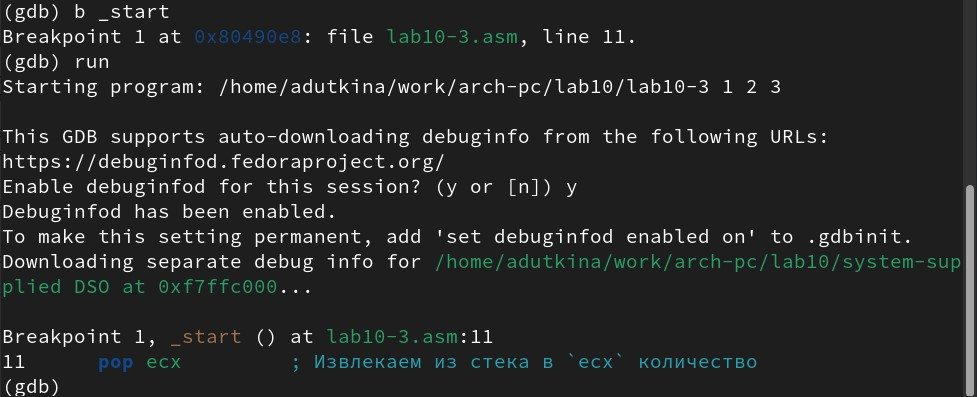 (gdb) b _start
Breakpoint 1 at 0x80490e8: file lab10-3.asm, line 11.
(gdb) run
Starting program: /home/adutkina/work/arch-pc/lab10/lab10-3 1 2 3

This GDB supports auto-downloading debuginfo from the following URLs:
https://debuginfod.fedoraproject.org/
Enable debuginfod for this session? (y or [n]) y
Debuginfod has been enabled.
To make this setting permanent, add 'set debuginfod enabled on' to .gdbinit.
Downloading separate debug info for /home/adutkina/work/arch-pc/lab10/system-sup
plied DSO at 0xf7ffc000...

Breakpoint 1, _start () at lab10-3.asm:11
11      pop ecx         ; Извлекаем из стека в `ecx` количество
(gdb)